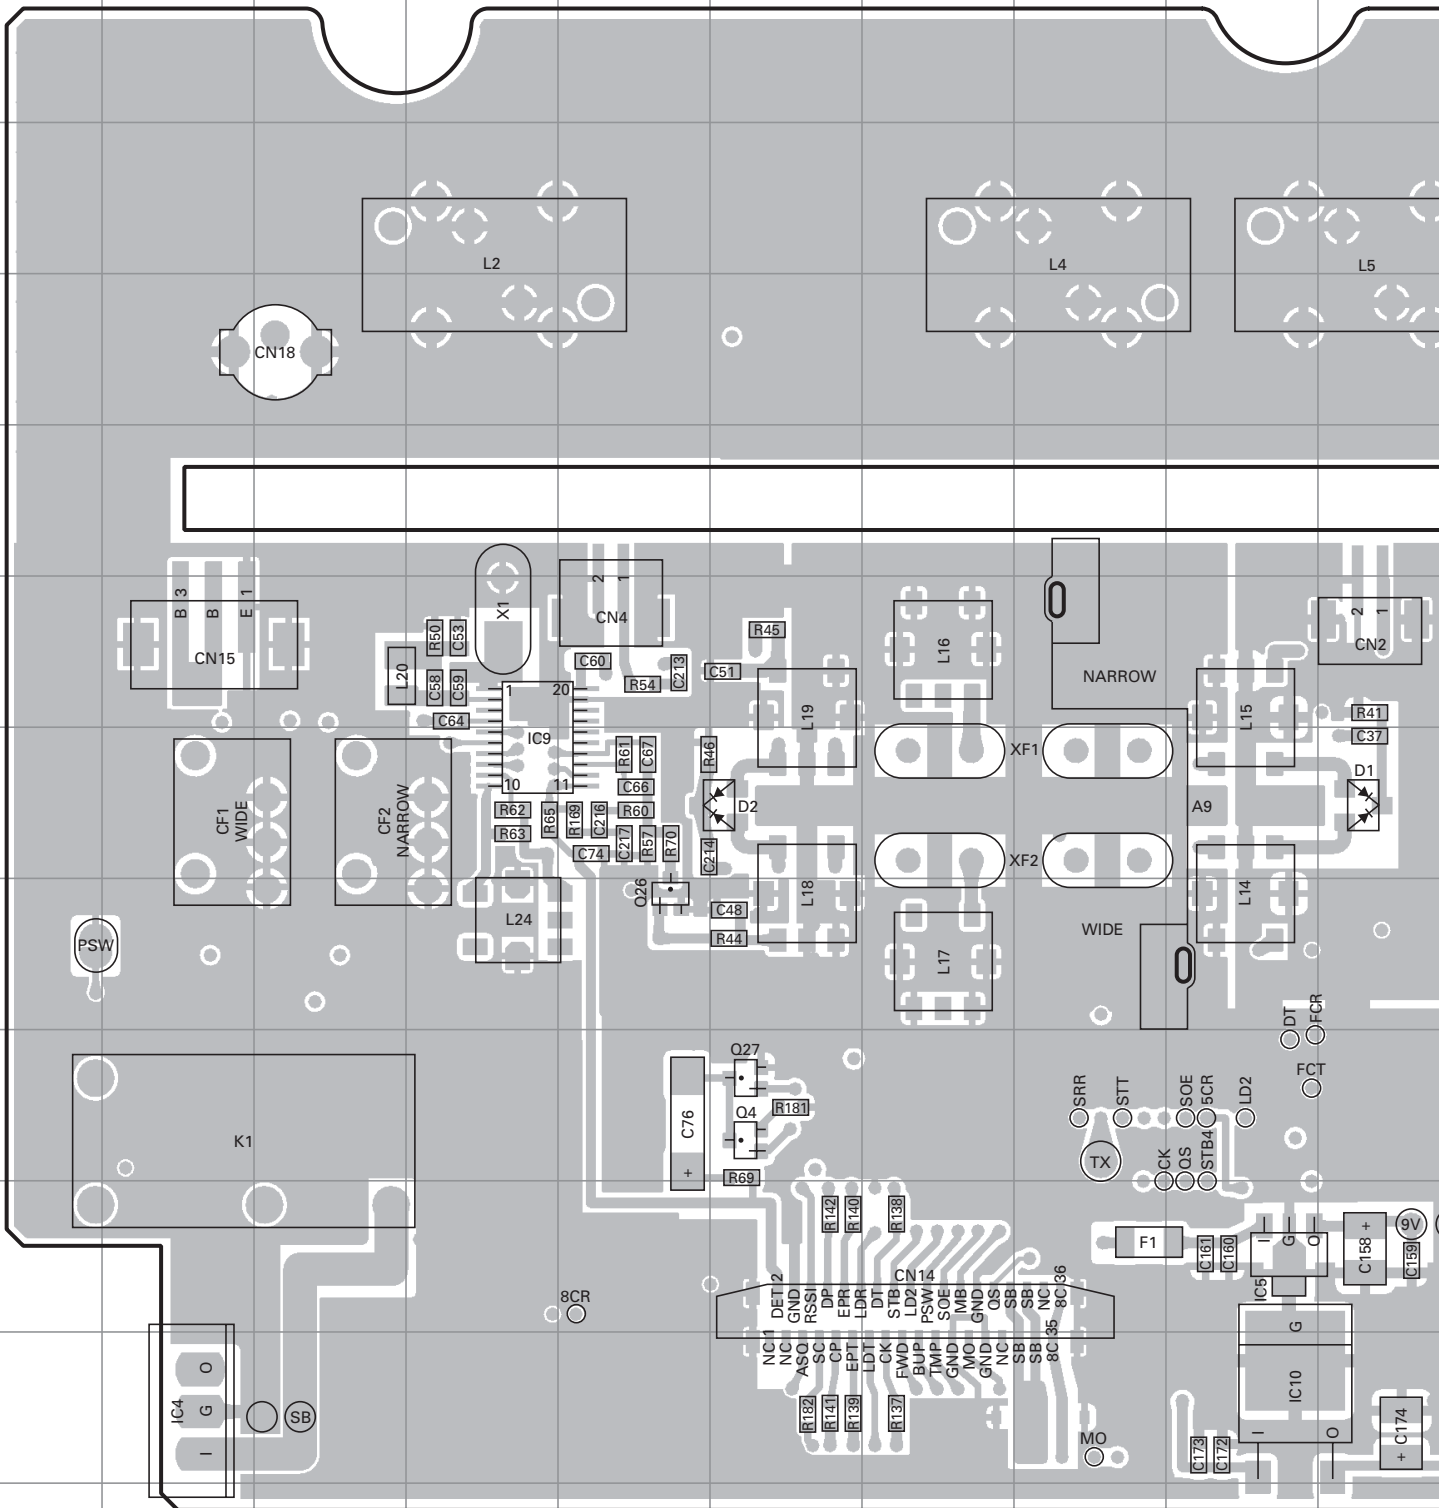 L2
L4
L5
CN18
B 3
B
E 1
CN15
R50
C53
L20
C58
C59
C64
X1
2
1
CN4
C60
R54
C213
C51
R45
1
20
IC9
10
11
R61
C67
C66
R46
D2
R62
R63
R65
R169
C216
R60
C217
R57
R70
C74
C214
L19
L16
NARROW
L15
2
1
CN2
R41
C37
D1
XF1
A9
XF2
CF1
WIDE
CF2
NARROW
L24
Q26
C48
R44
L18
L17
WIDE
L14
PSW
K1
Q27
Q4
R181
C76
+
R69
DT
FCR
FCT
SRR
STT
SOE
5CR
LD2
TX
CK
QS
STB4
R142
R140
R138
F1
C161
C160
I
G
O
IC5
+
C158
9V
C159
CN14
2
DET
GND
RSSI
DP
EPR
LDR
DT
STB
LD2
PSW
SOE
MB
GND
QS
SB
SB
NC
8C
36
1
NC
NC
ASQ
SC
CP
EPT
LDT
CK
FWD
BUP
TMP
GND
MO
GND
NC
SB
SB
8C
35
8CR
R182
R141
R139
R137
MO
G
IC10
I
O
C173
C172
C174
+
IC4
O
G
I
SB